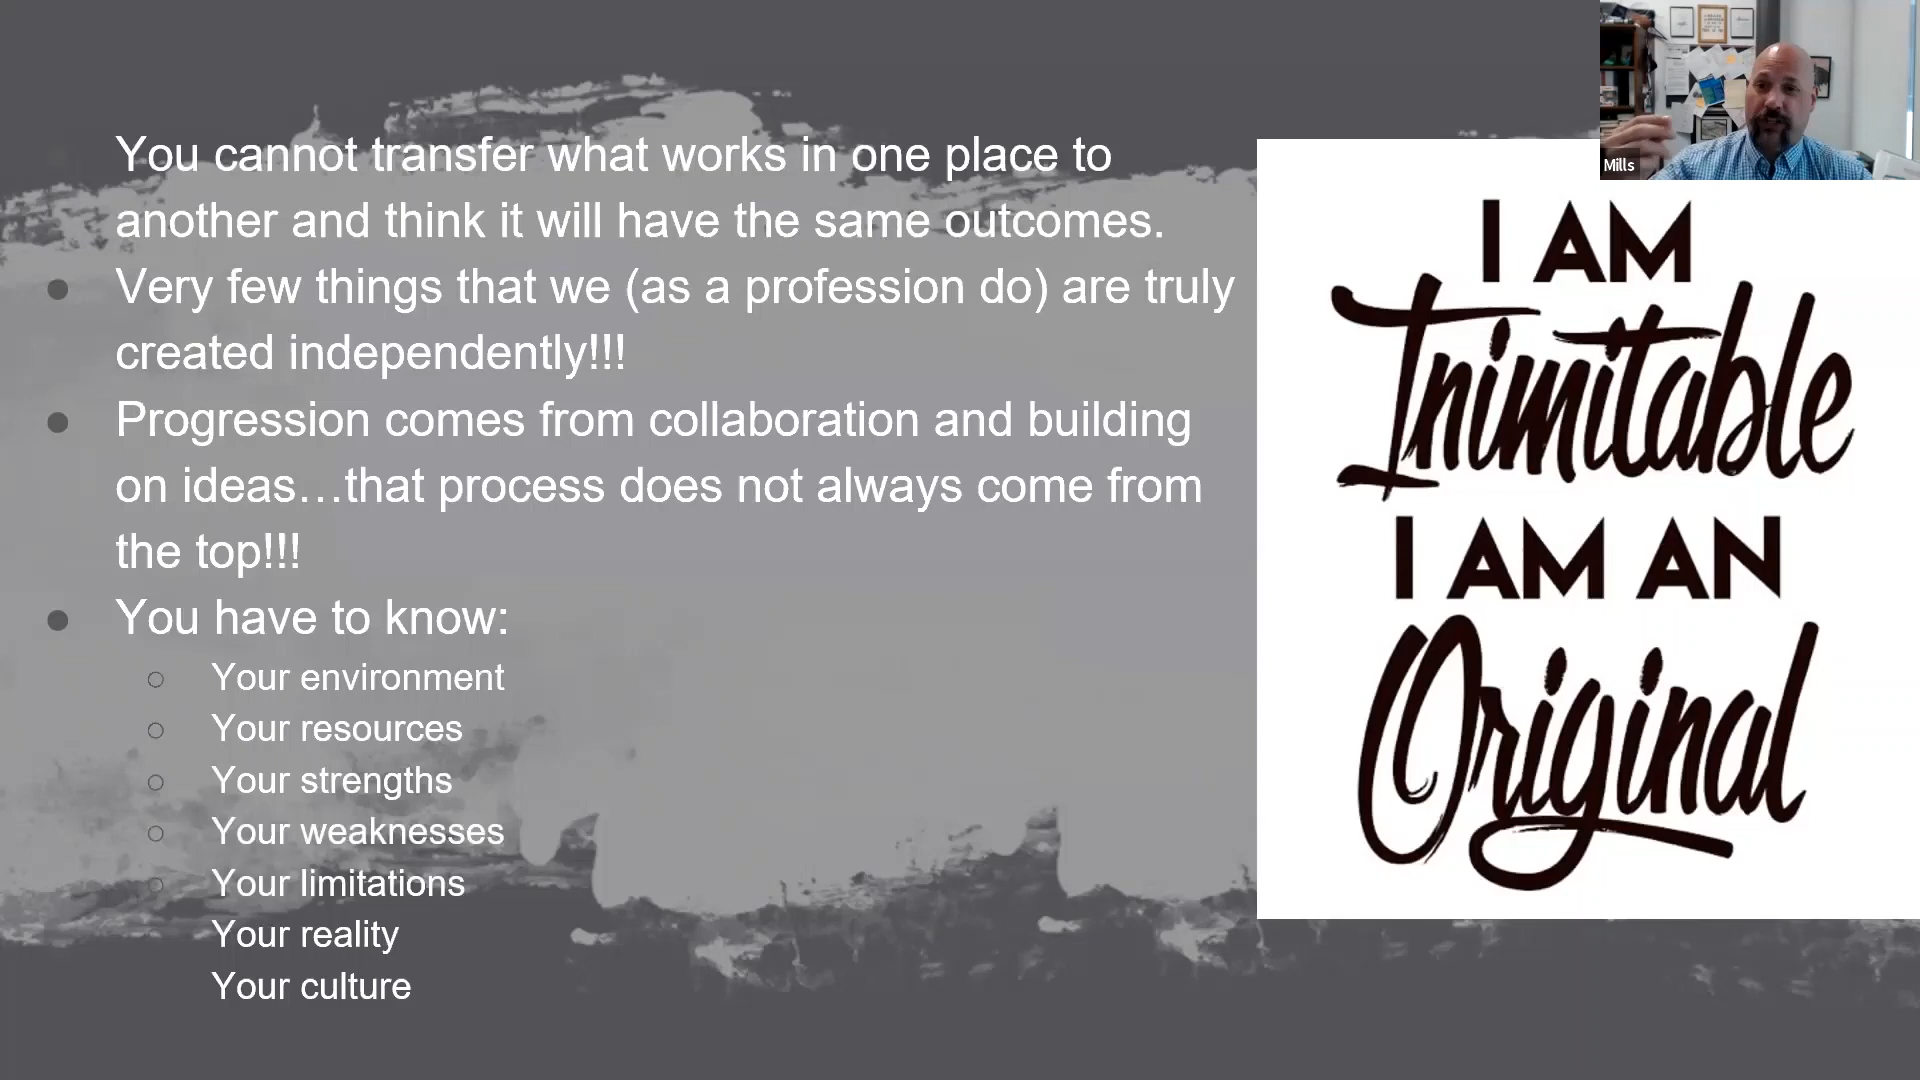 You cannot transfer what works in one place to
another and think it will have the same outcomes.
Very few things that we (as a profession do) are truly
created independently!!!
Progression comes from collaboration and building
on ideas…that process does not always come from
the top!!!
You have to know:
Your environment
Your resources
Your strengths
Your weaknesses
Your limitations
Your reality
Your culture
I AM
Inimitable
I AM AN
Original
Mills